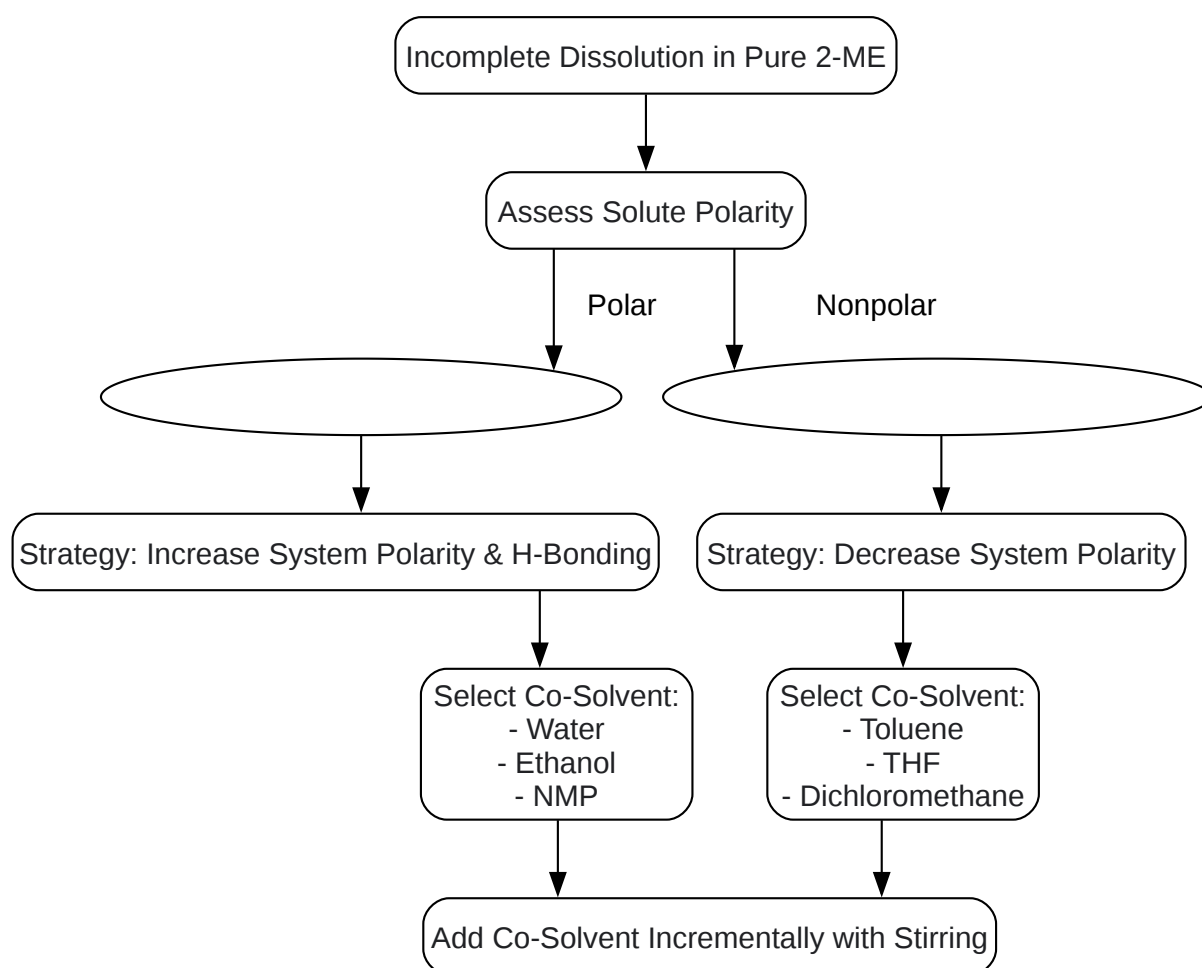 Incomplete Dissolution in Pure 2-ME
Assess Solute Polarity
Polar
Nonpolar
Strategy: Increase System Polarity & H-Bonding
Strategy: Decrease System Polarity
Select Co-Solvent:
- Water
- Ethanol
- NMP
Select Co-Solvent:
- Toluene
- THF
- Dichloromethane
Add Co-Solvent Incrementally with Stirring